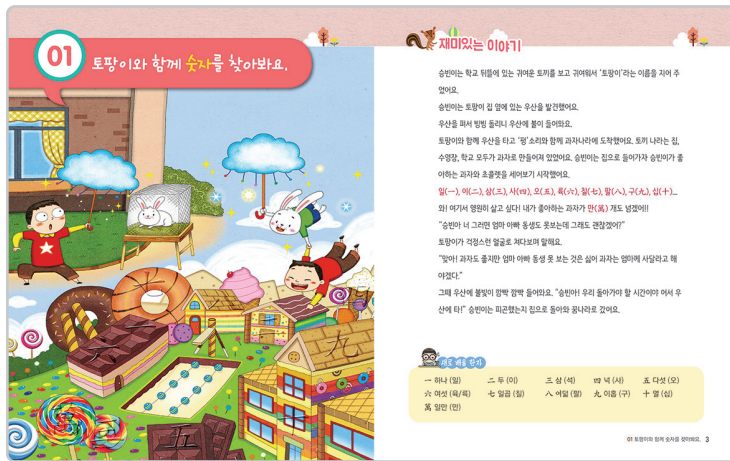 01
토팡이와 함께 숫자를 찾아봐요.
재미있는 이야기
승빈이는 학교 뒤뜰에 있는 귀여운 토끼를 보고 귀여워서 '토팡이'라는 이름을 지어 주
었어요.
승빈이는 토팡이 집 옆에 있는 우산을 발견했어요.
우산을 펴서 빙빙 돌리니 우산에 불이 들어와요.
토팡이와 함께 우산을 타고 '펑'소리와 함께 과자나라에 도착했어요. 토끼 나라는 집,
수영장, 학교 모두가 과자로 만들어져 있었어요. 승빈이는 집으로 들어가자 승빈이가 좋
아하는 과자와 초콜렛을 세어보기 시작했어요.
일(一), 이(二), 삼(三), 사(四), 오(五), 륙(六), 칠(七), 팔(八), 구(九), 십(十)...
와! 여기서 영원히 살고 싶다! 내가 좋아하는 과자가 만(萬) 개도 넘겠어!!
"승빈아 너 그러면 엄마 아빠 동생도 못보는데 그래도 괜찮겠어?"
토팡이가 걱정스런 얼굴로 쳐다보며 말해요.
"맞아! 과자도 좋지만 엄마 아빠 동생 못 보는 것은 싫어 과자는 엄마께 사달라고 해
야겠다."
그때 우산에 불빛이 깜빡 깜빡 들어와요. "승빈아! 우리 돌아가야 할 시간이야 어서 우
산에 타!" 승빈이는 피곤했는지 집으로 돌아와 꿈나라로 갔어요.
새로 배울 한자
一 하나 (일) 二 두 (이) 三 삼 (석) 四 넉 (사) 五 다섯 (오)
六 여섯 (육/륙) 七 일곱 (칠) 八 여덟 (팔) 九 아홉 (구) 十 열 (십)
萬 일만 (만)
01 토팡이와 함께 숫자를 찾아봐요. 3
九
五